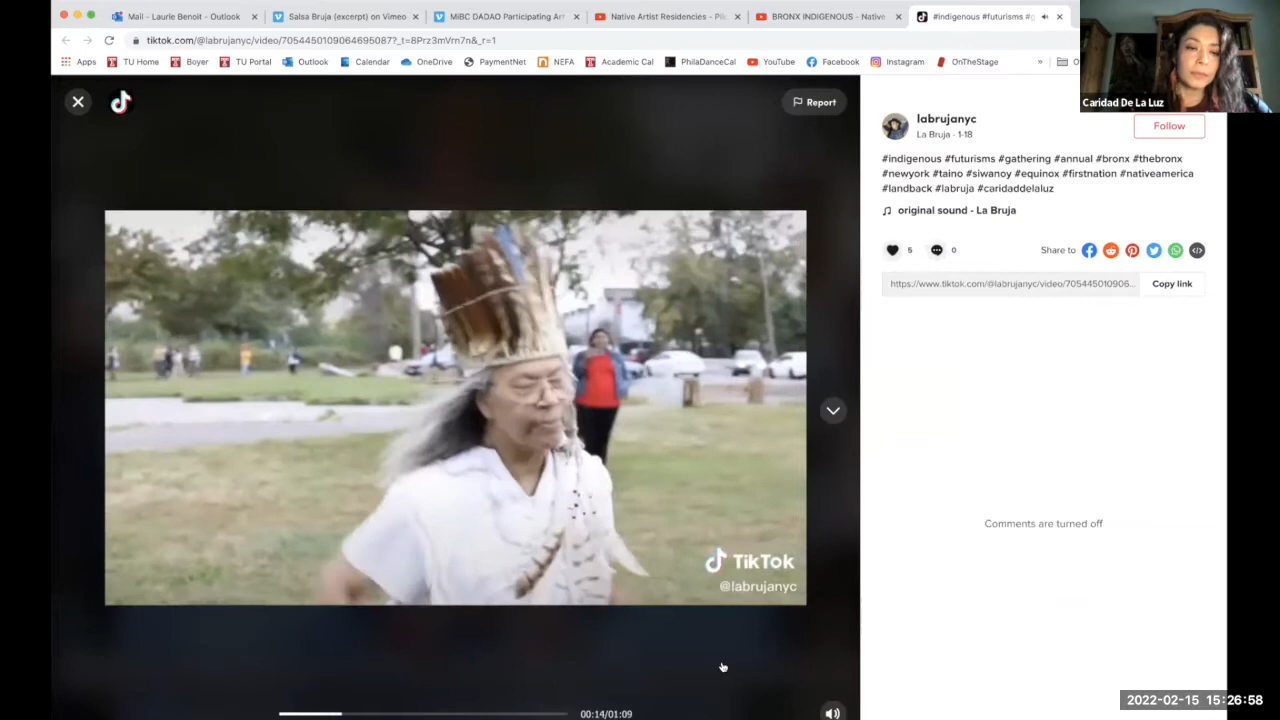 Mail - Laurie Benoit - Outlook
Salsa Bruja (excerpt) on Vimeo
MiBC DADAO Participating Ar
Native Artist Residencies - Pi
BRONX INDIGENOUS - Native
#indigenous #futurisms #g
tiktok.com/@labrujanyc/video/7054450109064695087?_t=8Prz3mVrn7n&_r=1
Apps
TU Home
Boyer
TU Portal
Outlook
Calendar
OneDrive
PaymentNet
NEFA
Academic Cal
PhilaDanceCal
YouTube
Facebook
Instagram
OnTheStage
»
Caridad De La Luz
Report
labrujanyc
La Bruja · 1-18
Follow
#indigenous #futurisms #gathering #annual #bronx #thebronx
#newyork #taino #siwanoy #equinox #firstnation #nativeamerica
#landback #labruja #caridaddelaluz
original sound - La Bruja
5
0
Share to
https://www.tiktok.com/@labrujanyc/video/705445010906...
Copy link
Comments are turned off
TikTok
@labrujanyc
00:14/01:09
2022-02-15 15:26:58